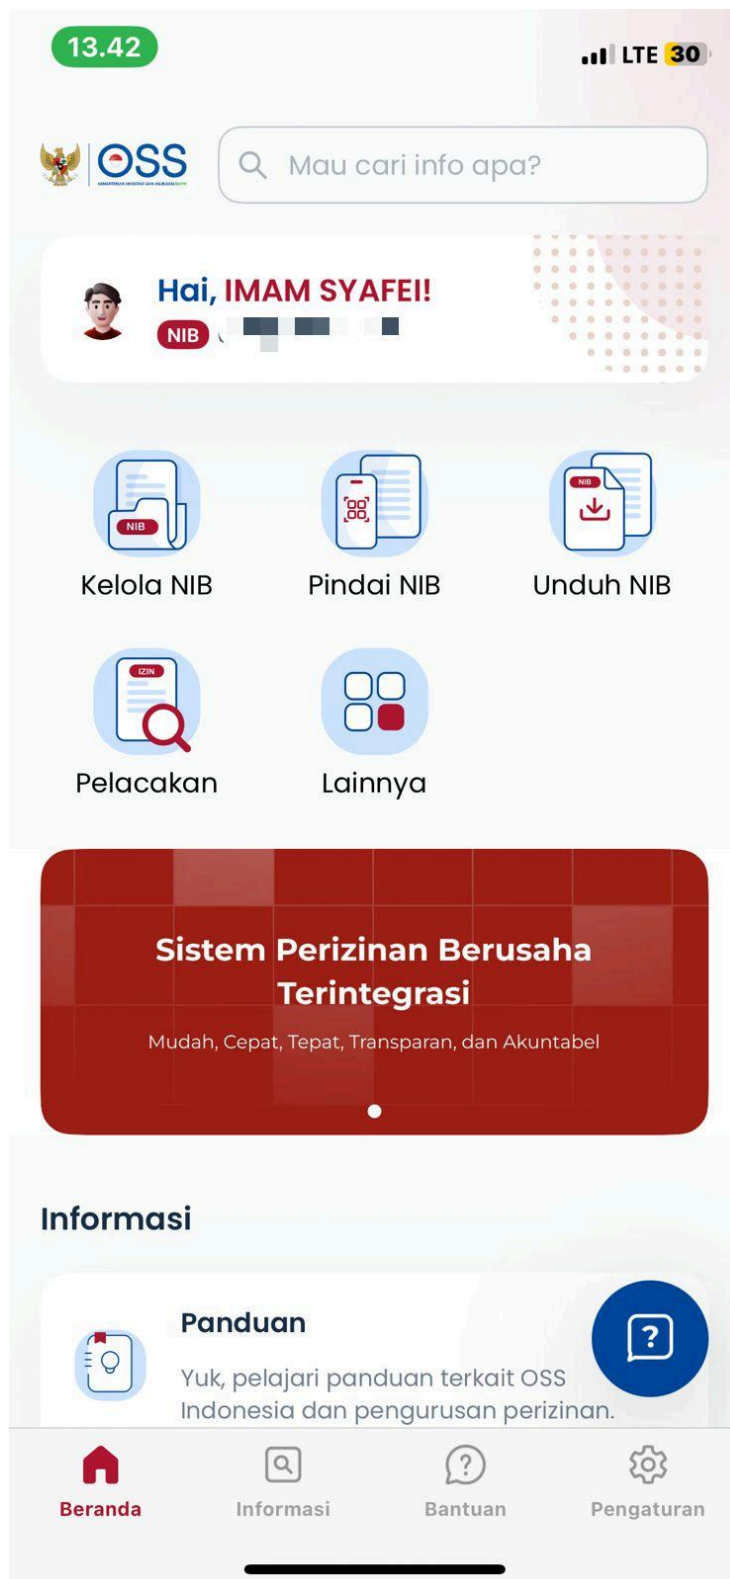 13.42
LTE 30
OSS
Mau cari info apa?
Hai, IMAM SYAFEI!
NIB
NIB
NIB
Kelola NIB
Pindai NIB
Unduh NIB
IZIN
Pelacakan
Lainnya
Sistem Perizinan Berusaha
Terintegrasi
Mudah, Cepat, Tepat, Transparan, dan Akuntabel
Informasi
Panduan
Yuk, pelajari panduan terkait OSS
Indonesia dan pengurusan perizinan.
Beranda
Informasi
Bantuan
Pengaturan